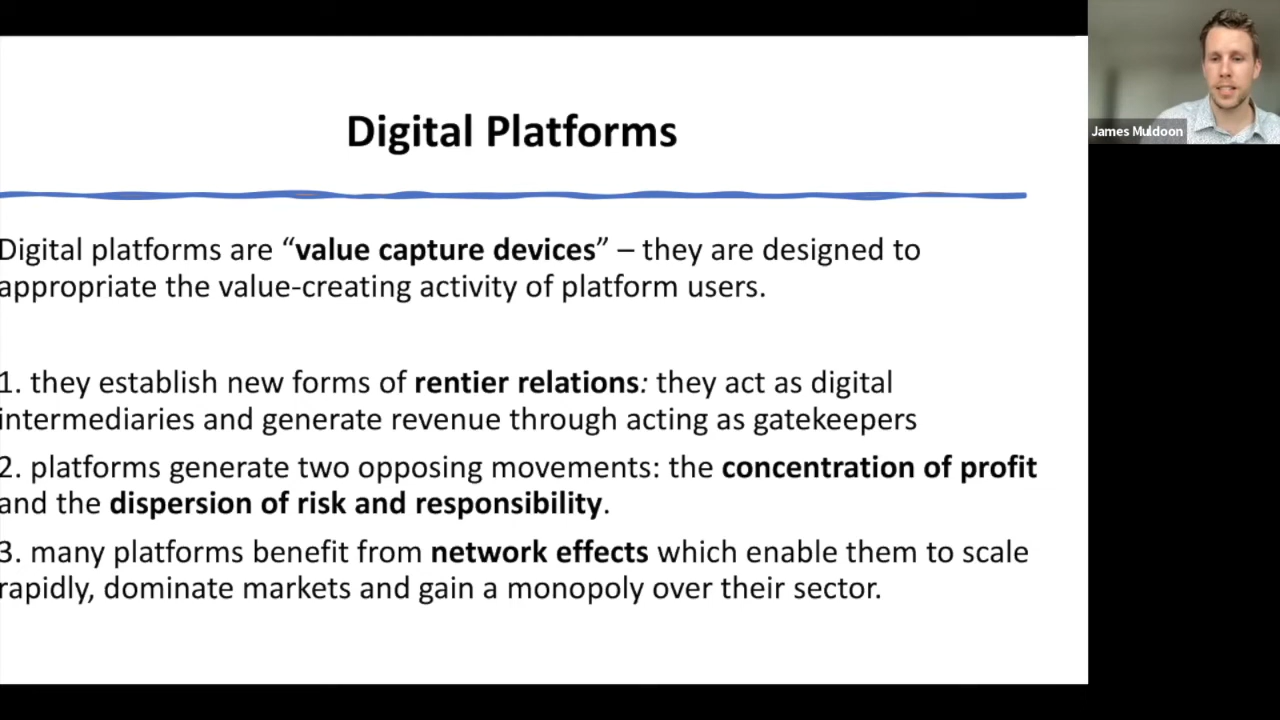 Digital Platforms
James Muldoon
Digital platforms are “value capture devices” – they are designed to
appropriate the value-creating activity of platform users.
1. they establish new forms of rentier relations: they act as digital
intermediaries and generate revenue through acting as gatekeepers
2. platforms generate two opposing movements: the concentration of profit
and the dispersion of risk and responsibility.
3. many platforms benefit from network effects which enable them to scale
rapidly, dominate markets and gain a monopoly over their sector.